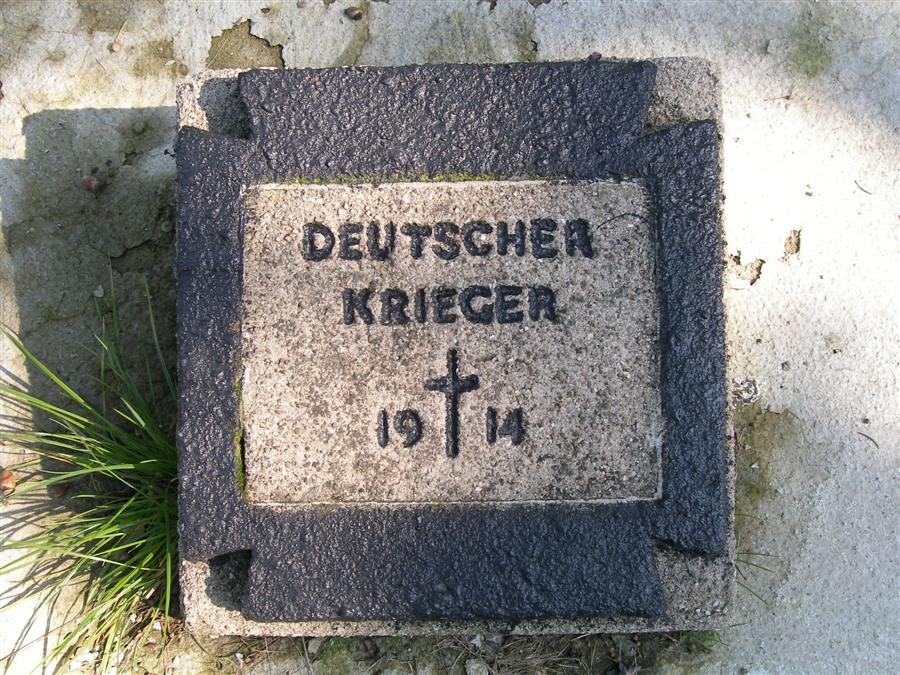 DEUTSCHER
KRIEGER
19 14